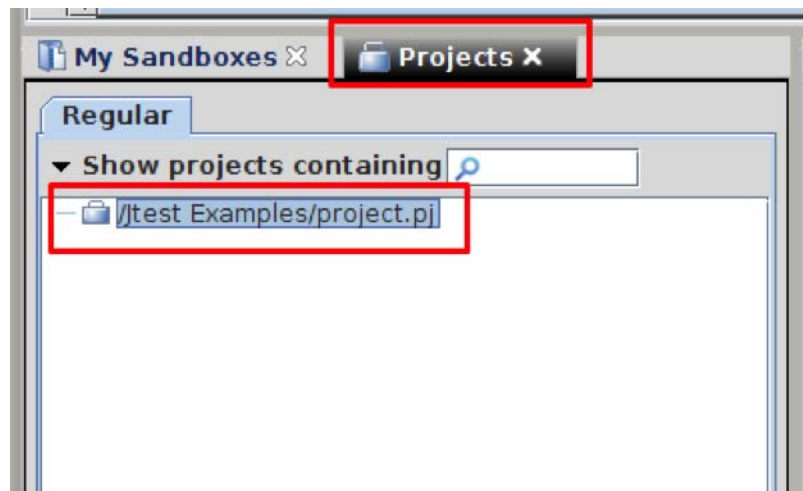 My Sandboxes Projects
Regular
Show projects containing
/Jtest Examples/project.pj